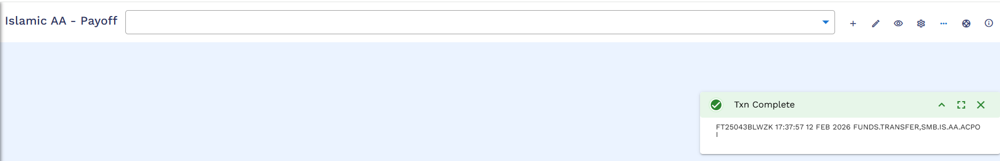 Islamic AA - Payoff
Txn Complete
FT25043BLWZK 17:37:57 12 FEB 2026 FUNDS.TRANSFER,SMB.IS.AA.ACPO
I